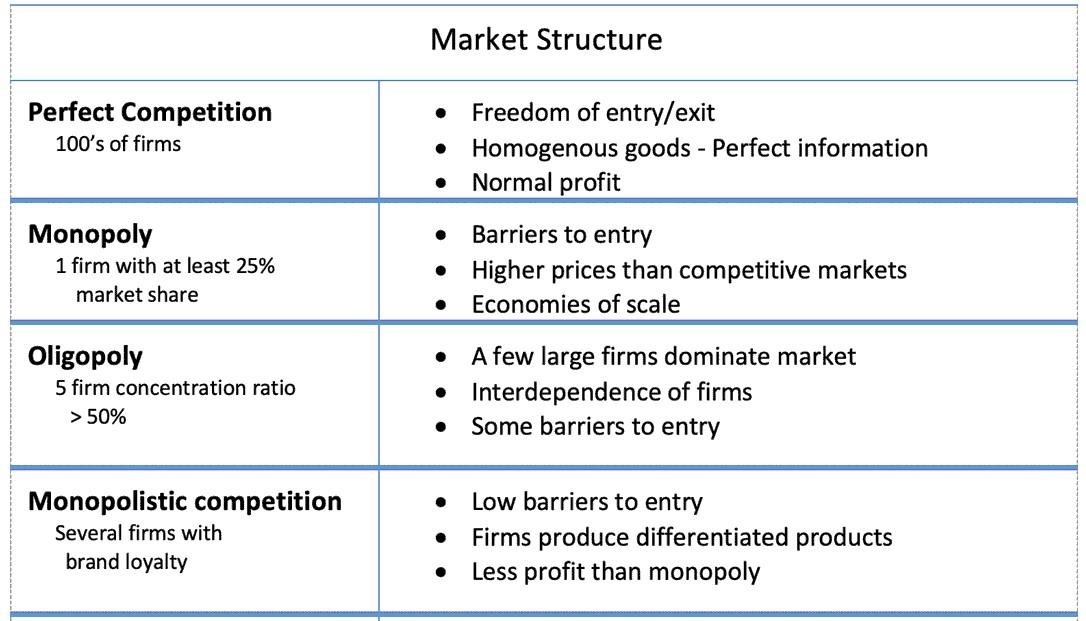 Market Structure
Perfect Competition
100’s of firms
• Freedom of entry/exit
• Homogenous goods - Perfect information
• Normal profit
Monopoly
1 firm with at least 25%
market share
• Barriers to entry
• Higher prices than competitive markets
• Economies of scale
Oligopoly
5 firm concentration ratio
> 50%
• A few large firms dominate market
• Interdependence of firms
• Some barriers to entry
Monopolistic competition
Several firms with
brand loyalty
• Low barriers to entry
• Firms produce differentiated products
• Less profit than monopoly